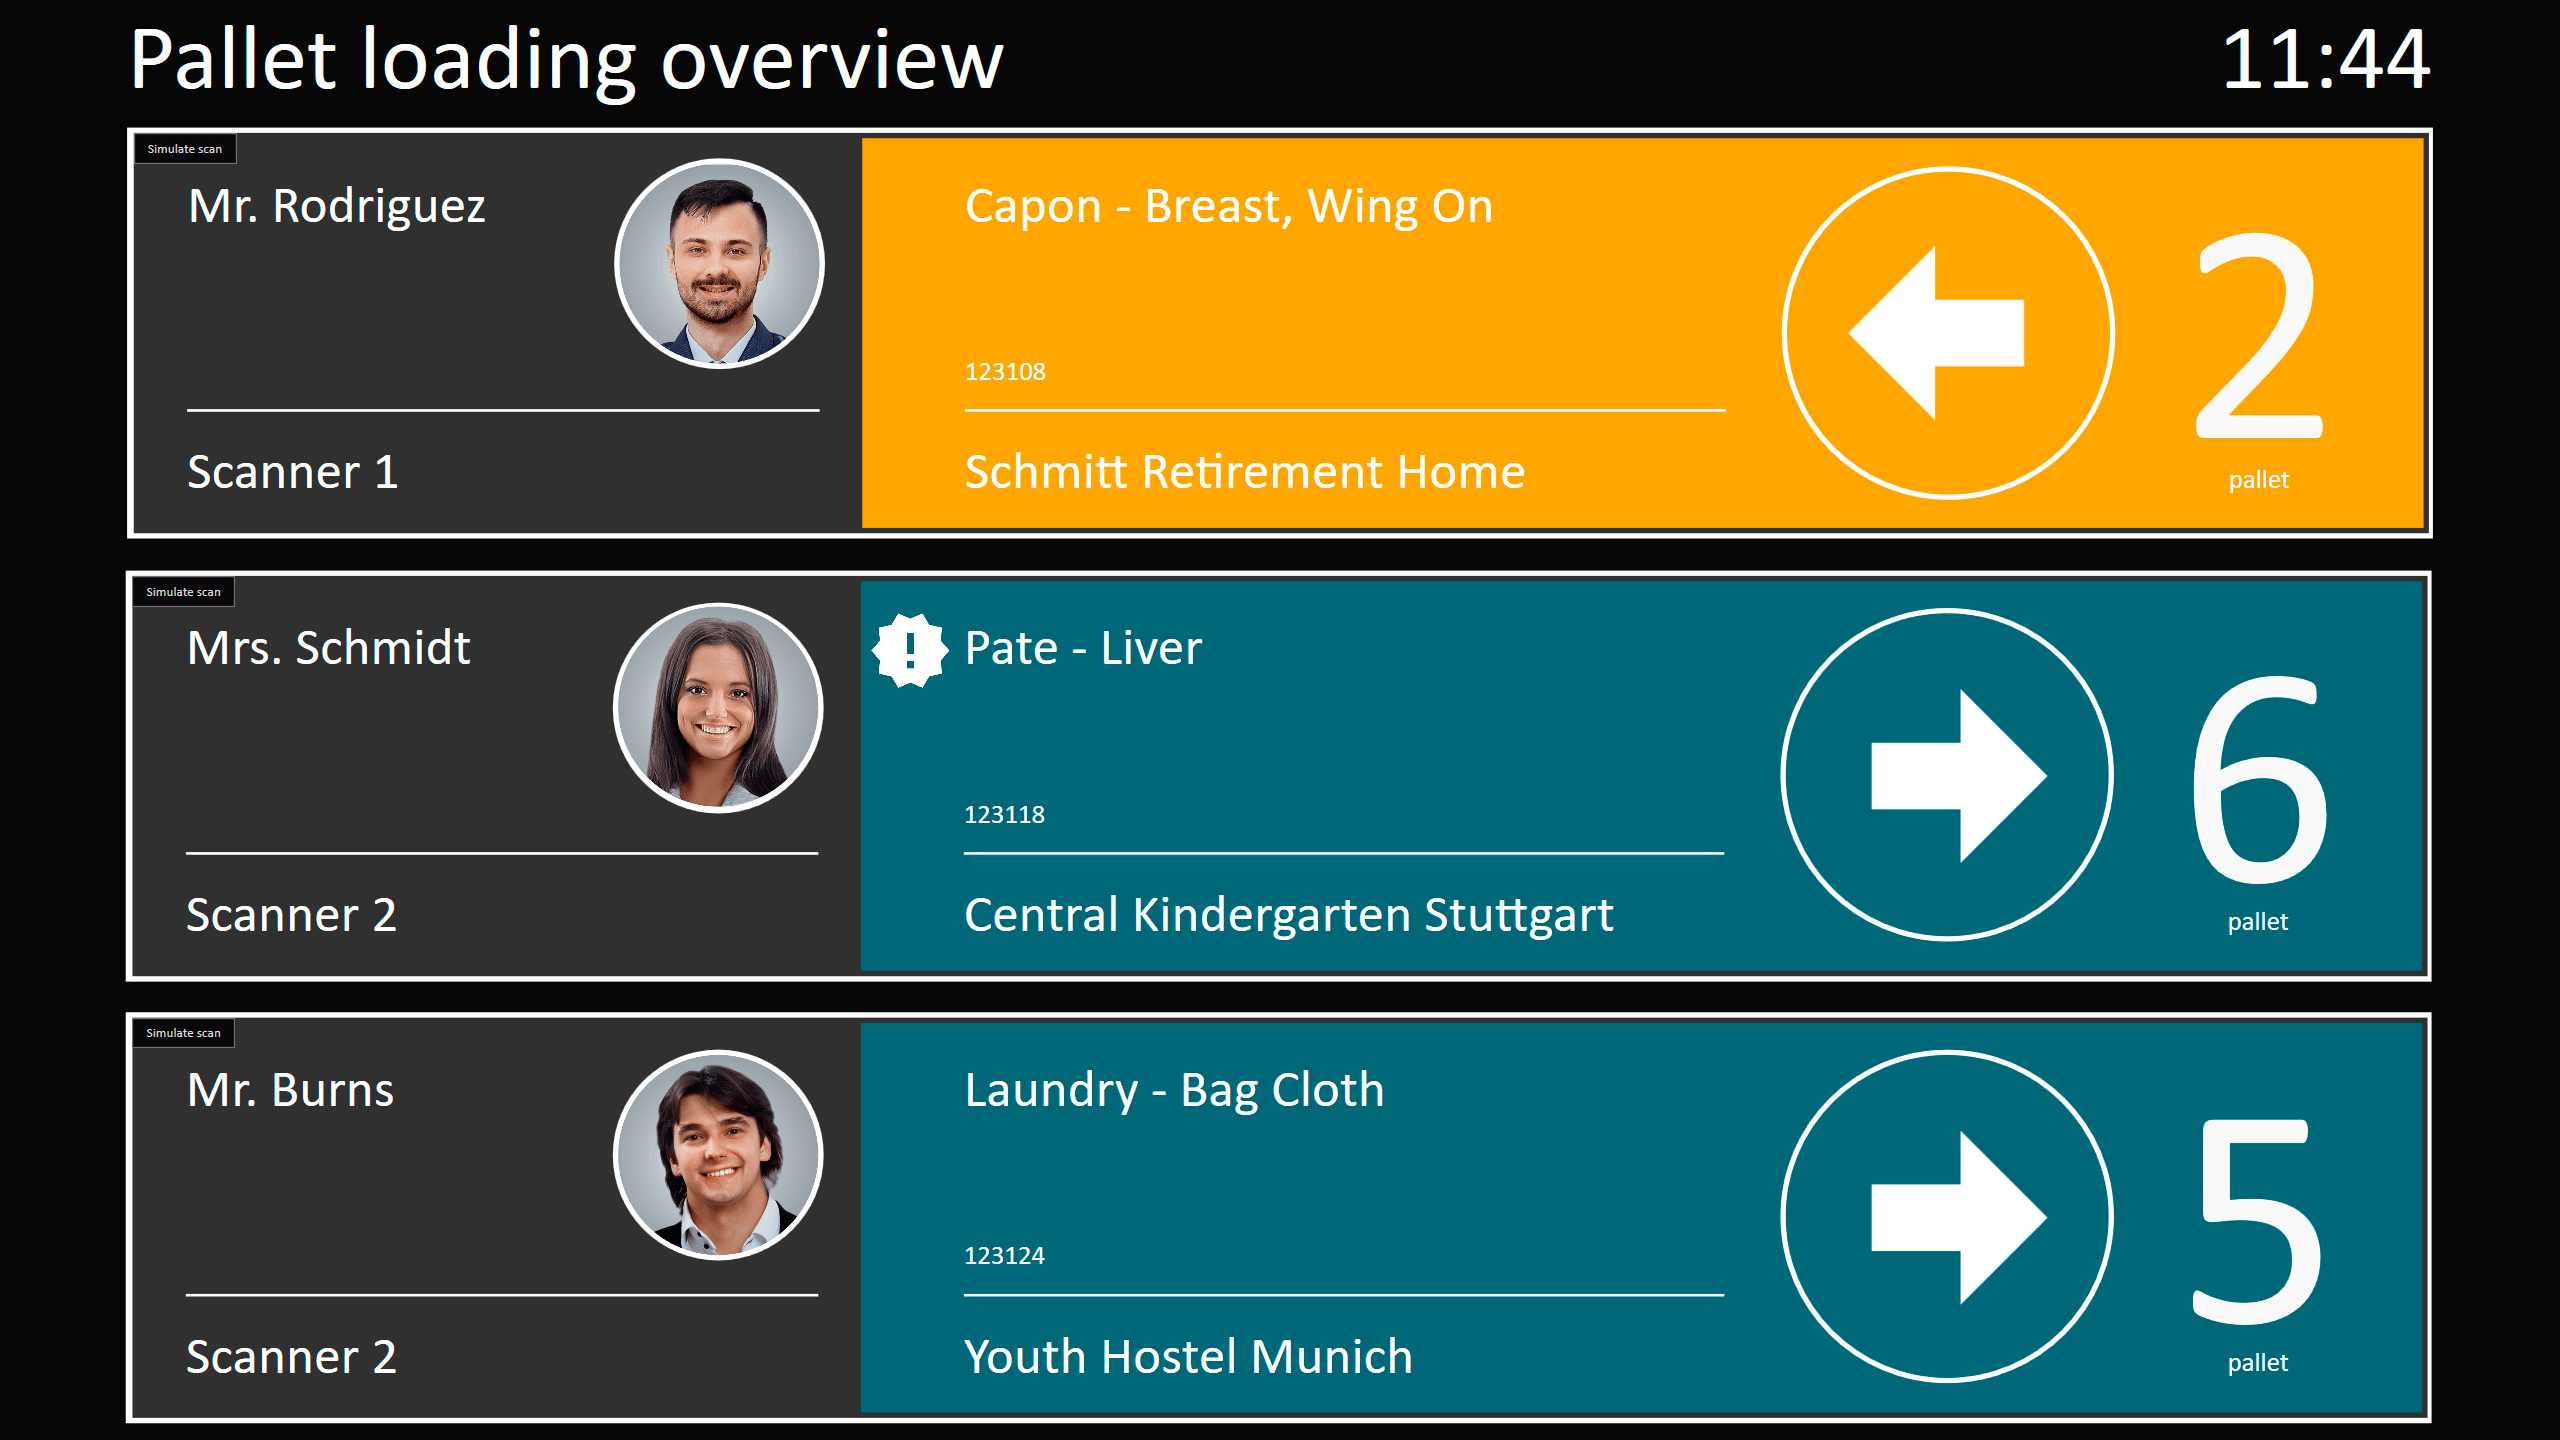 Pallet loading overview
11:44
Simulate scan
Mr. Rodriguez
Scanner 1
Capon - Breast, Wing On
123108
Schmitt Retirement Home
2
pallet
Simulate scan
Mrs. Schmidt
Scanner 2
! Pate - Liver
123118
Central Kindergarten Stuttgart
6
pallet
Simulate scan
Mr. Burns
Scanner 2
Laundry - Bag Cloth
123124
Youth Hostel Munich
5
pallet